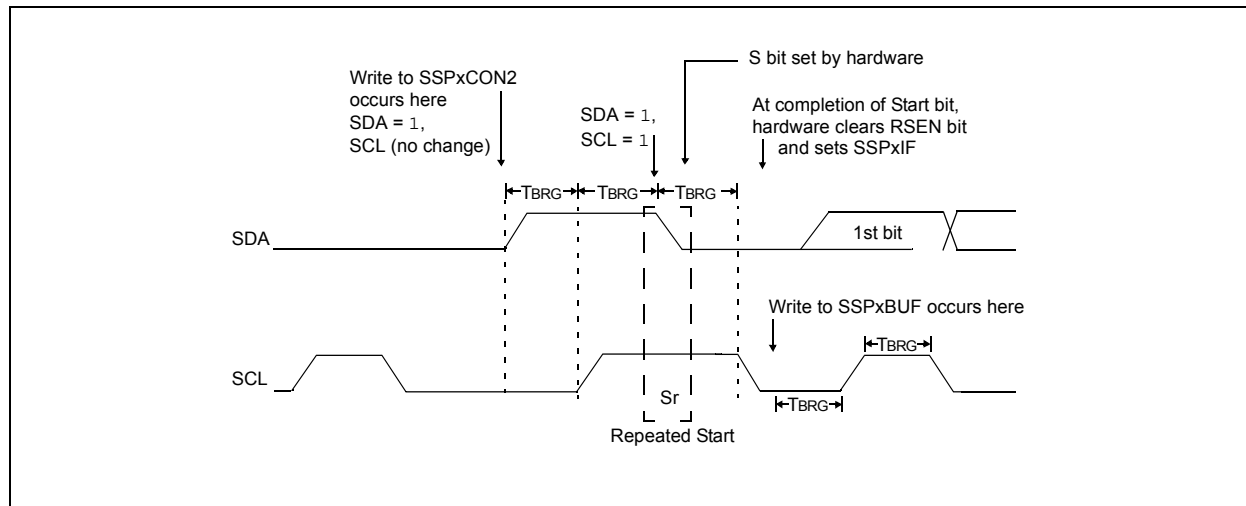 S bit set by hardware
Write to SSPxCON2
occurs here
SDA = 1,
SCL (no change)
SDA = 1,
SCL = 1
At completion of Start bit,
hardware clears RSEN bit
and sets SSPxIF
TBRG
TBRG
TBRG
SDA
1st bit
Write to SSPxBUF occurs here
TBRG
SCL
Sr
TBRG
Repeated Start